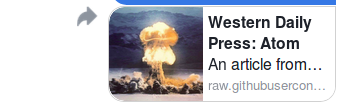 Western Daily
Press: Atom
An article from…
raw.githubusercon…